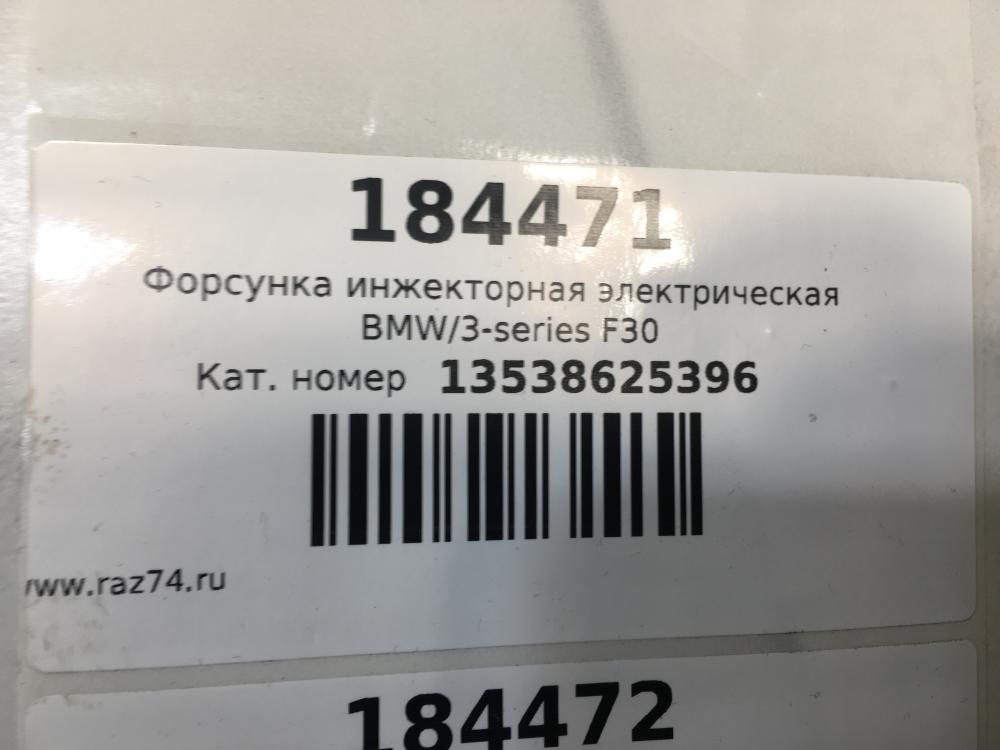 184471
Форсунка инжекторная электрическая
BMW/3-series F30
Кат. номер 13538625396
www.raz74.ru
184472